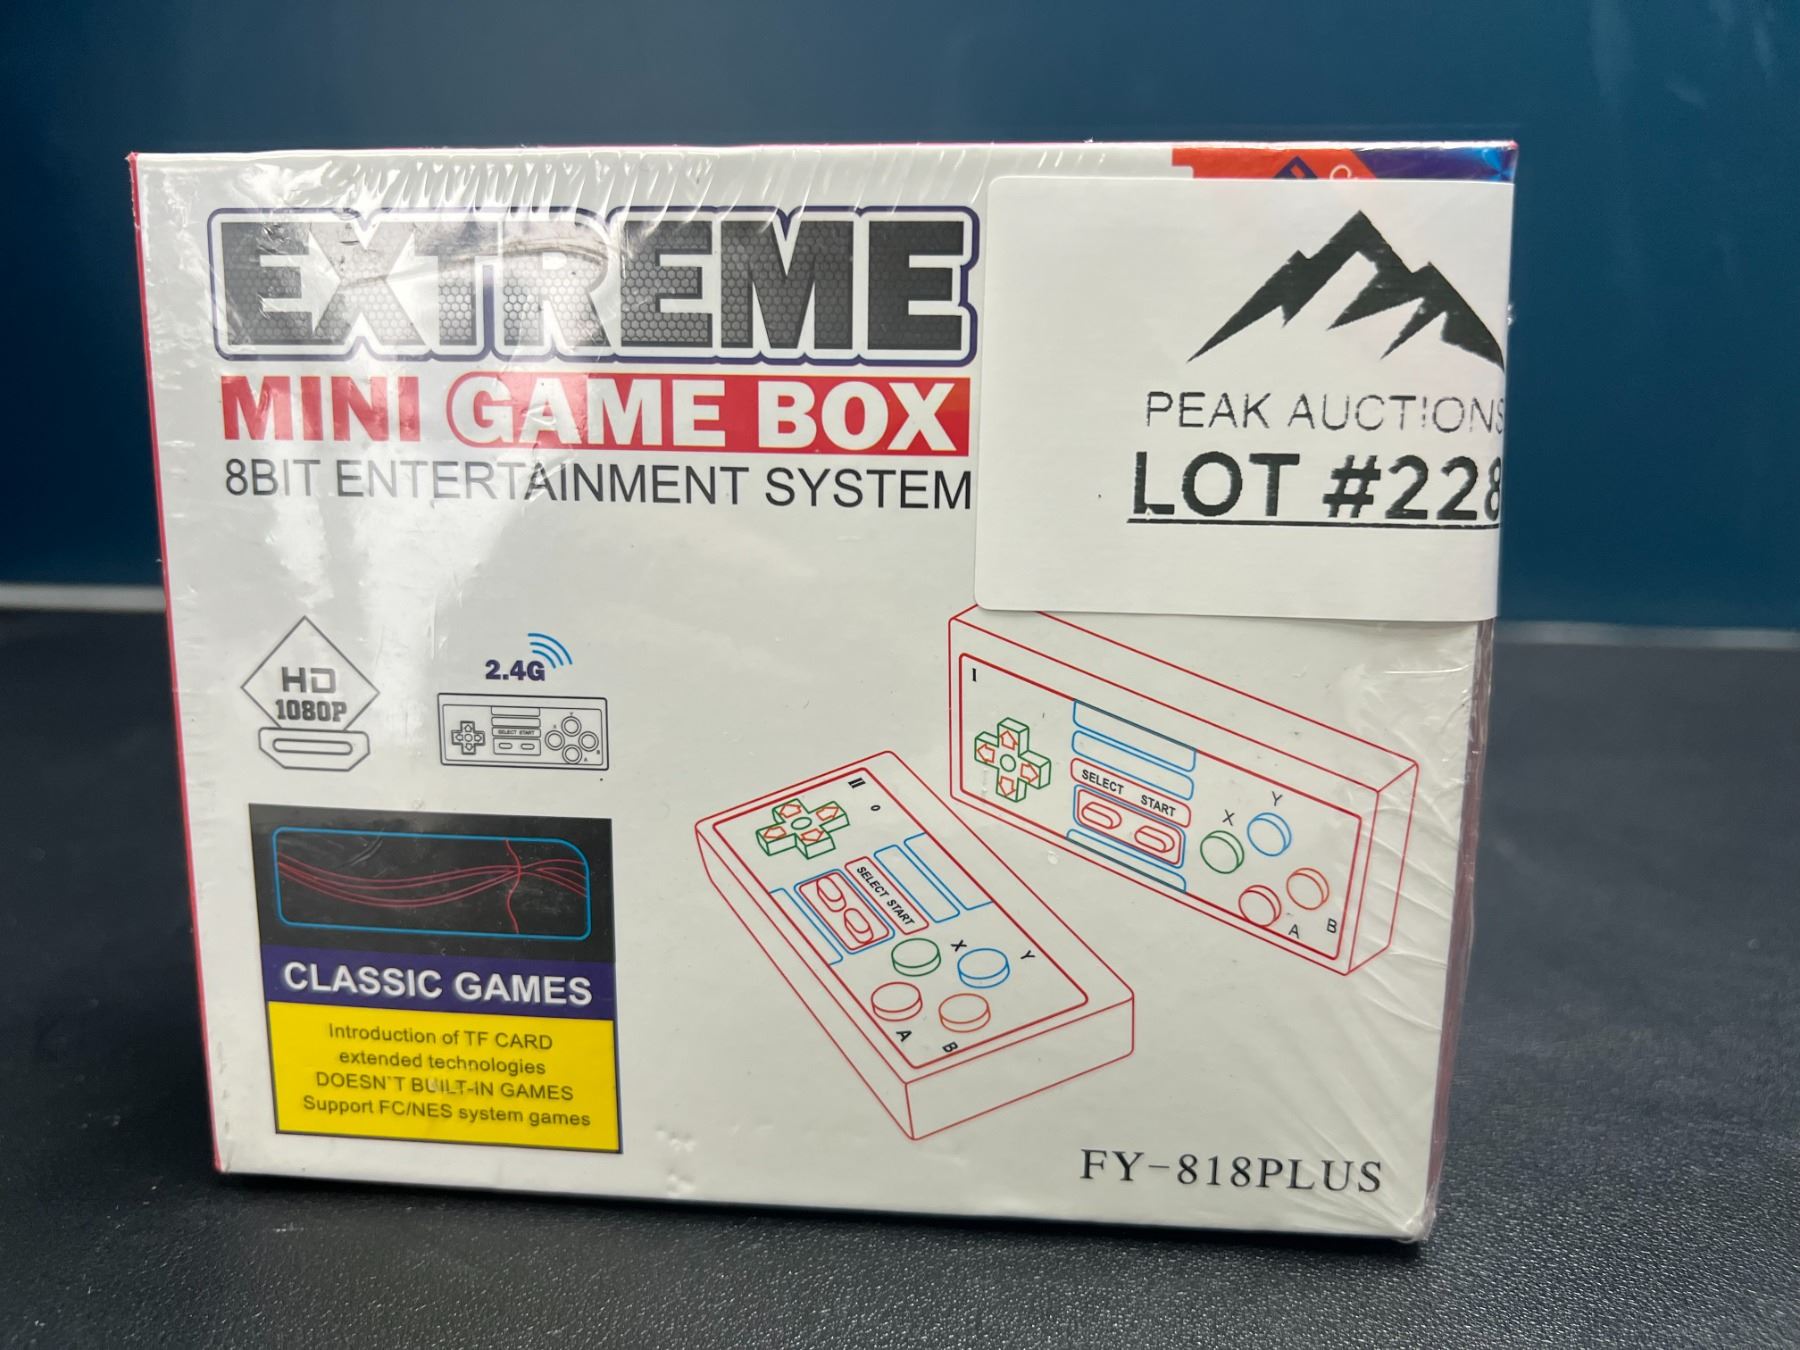 EXTREME
MINI GAME BOX
8BIT ENTERTAINMENT SYSTEM
PEAK AUCTIONS
LOT #228
HD
1080P
2.4G
SELECT START
X
Y
A
B
I
SELECT START
X
Y
A
B
II
SELECT START
X
Y
A
B
CLASSIC GAMES
Introduction of TF CARD
extended technologies
DOESN'T BUILT-IN GAMES
Support FC/NES system games
FY-818PLUS